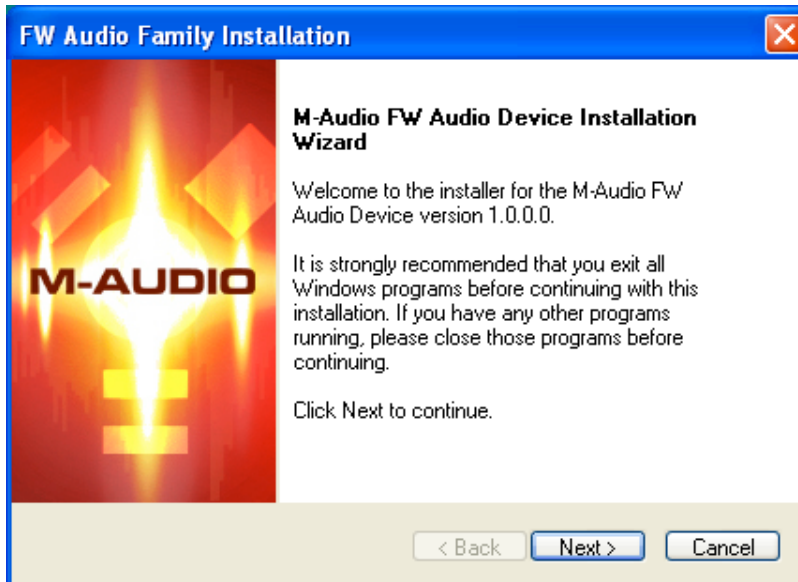 FW Audio Family Installation
M-AUDIO
M-Audio FW Audio Device Installation
Wizard
Welcome to the installer for the M-Audio FW
Audio Device version 1.0.0.0.
It is strongly recommended that you exit all
Windows programs before continuing with this
installation. If you have any other programs
running, please close those programs before
continuing.
Click Next to continue.
< Back Next > Cancel